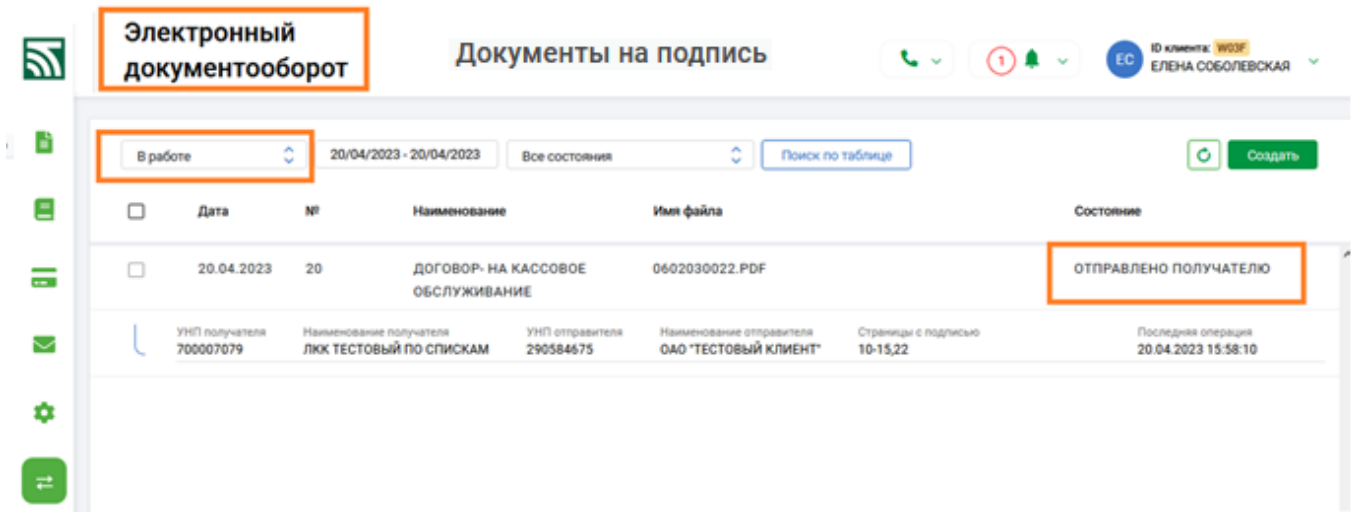 Электронный
документооборот
Документы на подпись
1
ЕС
ID клиента: W03F
ЕЛЕНА СОБОЛЕВСКАЯ
В работе
20/04/2023 - 20/04/2023
Все состояния
Поиск по таблице
Создать
Дата № Наименование Имя файла Состояние
20.04.2023 20 ДОГОВОР- НА КАССОВОЕ 0602030022.PDF ОТПРАВЛЕНО ПОЛУЧАТЕЛЮ
ОБСЛУЖИВАНИЕ
УНП получателя Наименование получателя УНП отправителя Наименование отправителя Страницы с подписью Последняя операция
700007079 ЛКК ТЕСТОВЫЙ ПО СПИСКАМ 290584675 ОАО "ТЕСТОВЫЙ КЛИЕНТ" 10-15,22 20.04.2023 15:58:10